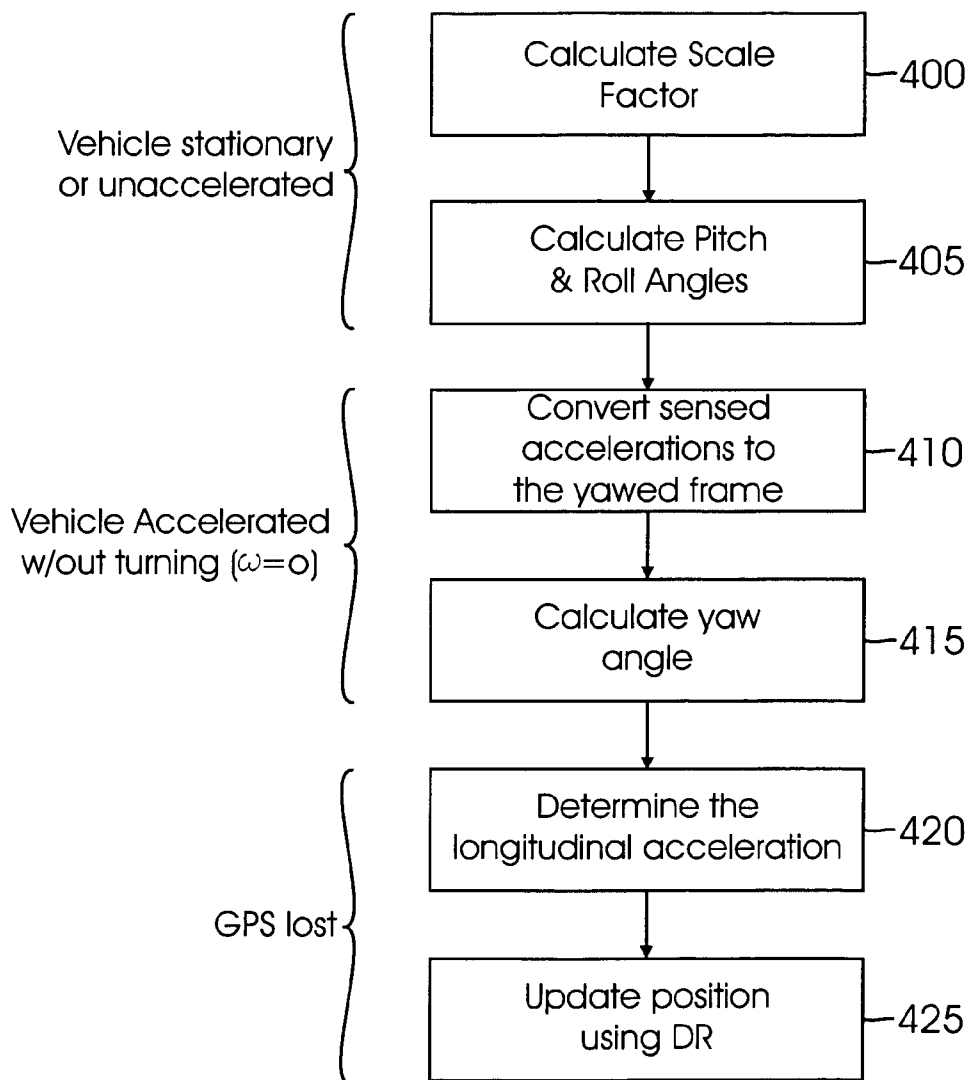 Calculate Scale
Factor
400
Vehicle stationary
or unaccelerated
Calculate Pitch
& Roll Angles
405
Convert sensed
accelerations to
the yawed frame
410
Vehicle Accelerated
w/out turning (ω=o)
Calculate yaw
angle
415
Determine the
longitudinal acceleration
420
GPS lost
Update position
using DR
425